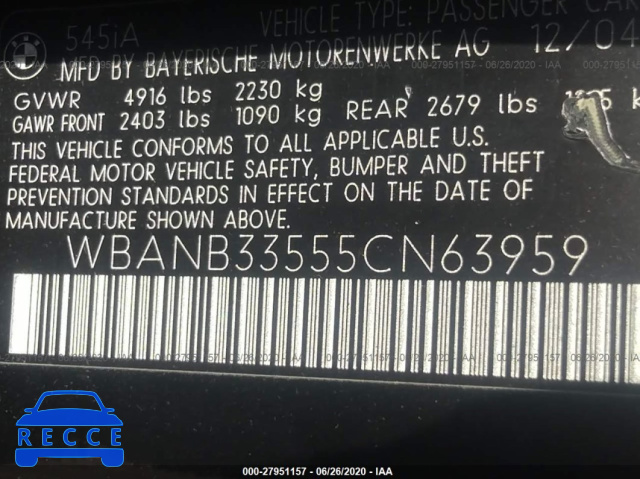 545iA VEHICLE TYPE: PASSENGER CAR
MFD BY BAYERISCHE MOTORENWERKE AG 12/04
GVWR 4916 lbs 2230 kg
GAWR FRONT 2403 lbs 1090 kg REAR 2679 lbs
THIS VEHICLE CONFORMS TO ALL APPLICABLE U.S.
FEDERAL MOTOR VEHICLE SAFETY, BUMPER AND THEFT
PREVENTION STANDARDS IN EFFECT ON THE DATE OF
MANUFACTURE SHOWN ABOVE.
WBANB33555CN63959
RECCE
000-27951157 - 06/26/2020 - IAA